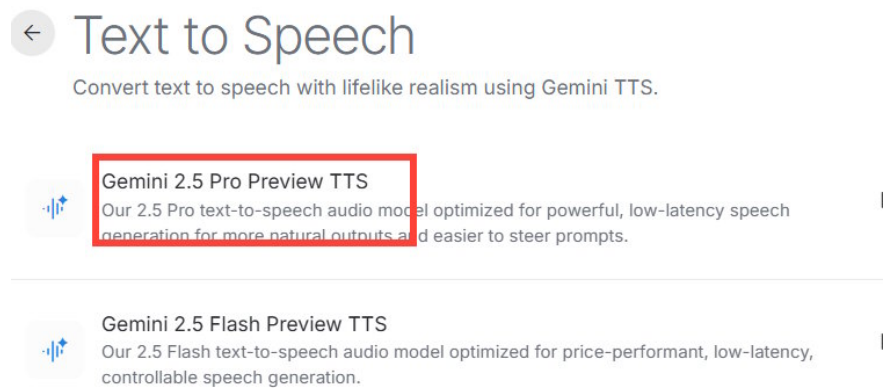 Text to Speech
Convert text to speech with lifelike realism using Gemini TTS.
Gemini 2.5 Pro Preview TTS
Our 2.5 Pro text-to-speech audio model optimized for powerful, low-latency speech
generation for more natural outputs and easier to steer prompts.
Gemini 2.5 Flash Preview TTS
Our 2.5 Flash text-to-speech audio model optimized for price-performant, low-latency,
controllable speech generation.